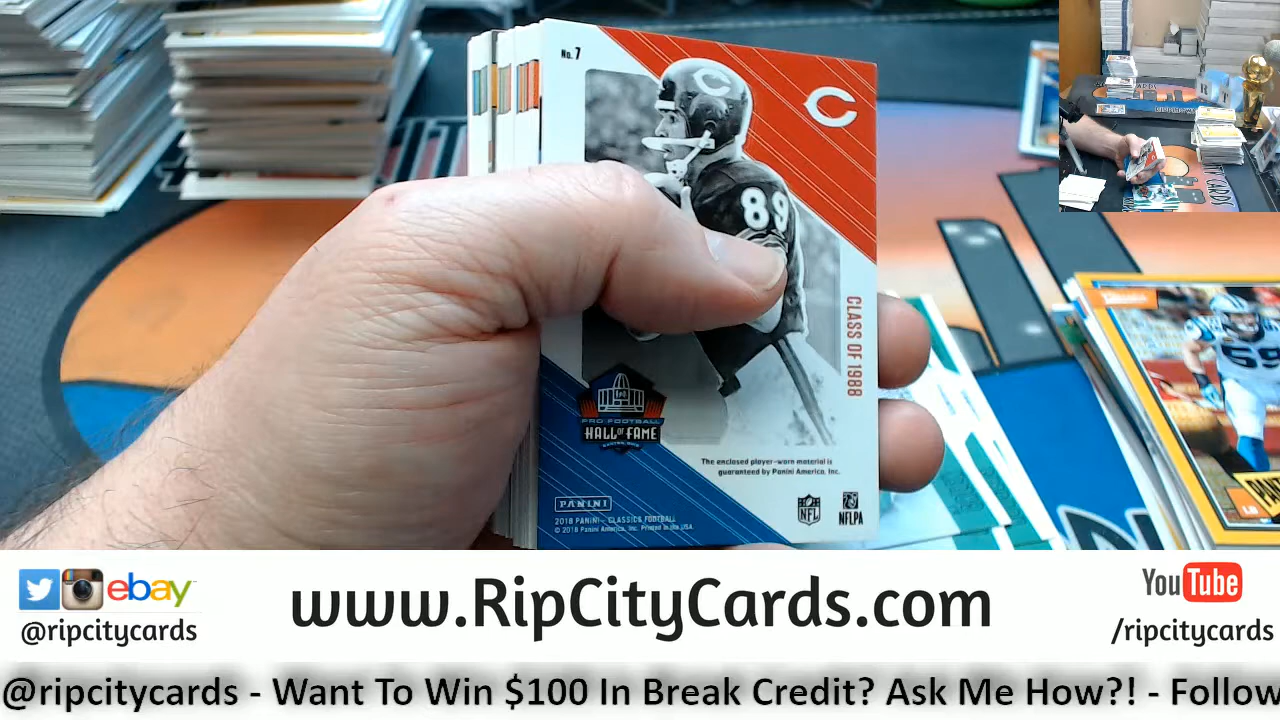 No. 7
89
CLASS OF 1988
PRO FOOTBALL
HALL OF FAME
The enclosed player-worn material is
guaranteed by Panini America, Inc.
PANINI
2018 PANINI – CLASSICS FOOTBALL
© 2018 Panini America, Inc. Printed in the USA.
NFL
NFLPA
59
ebay
@ripcitycards
www.RipCityCards.com
YouTube
/ripcitycards
@ripcitycards - Want To Win $100 In Break Credit? Ask Me How?! - Follow